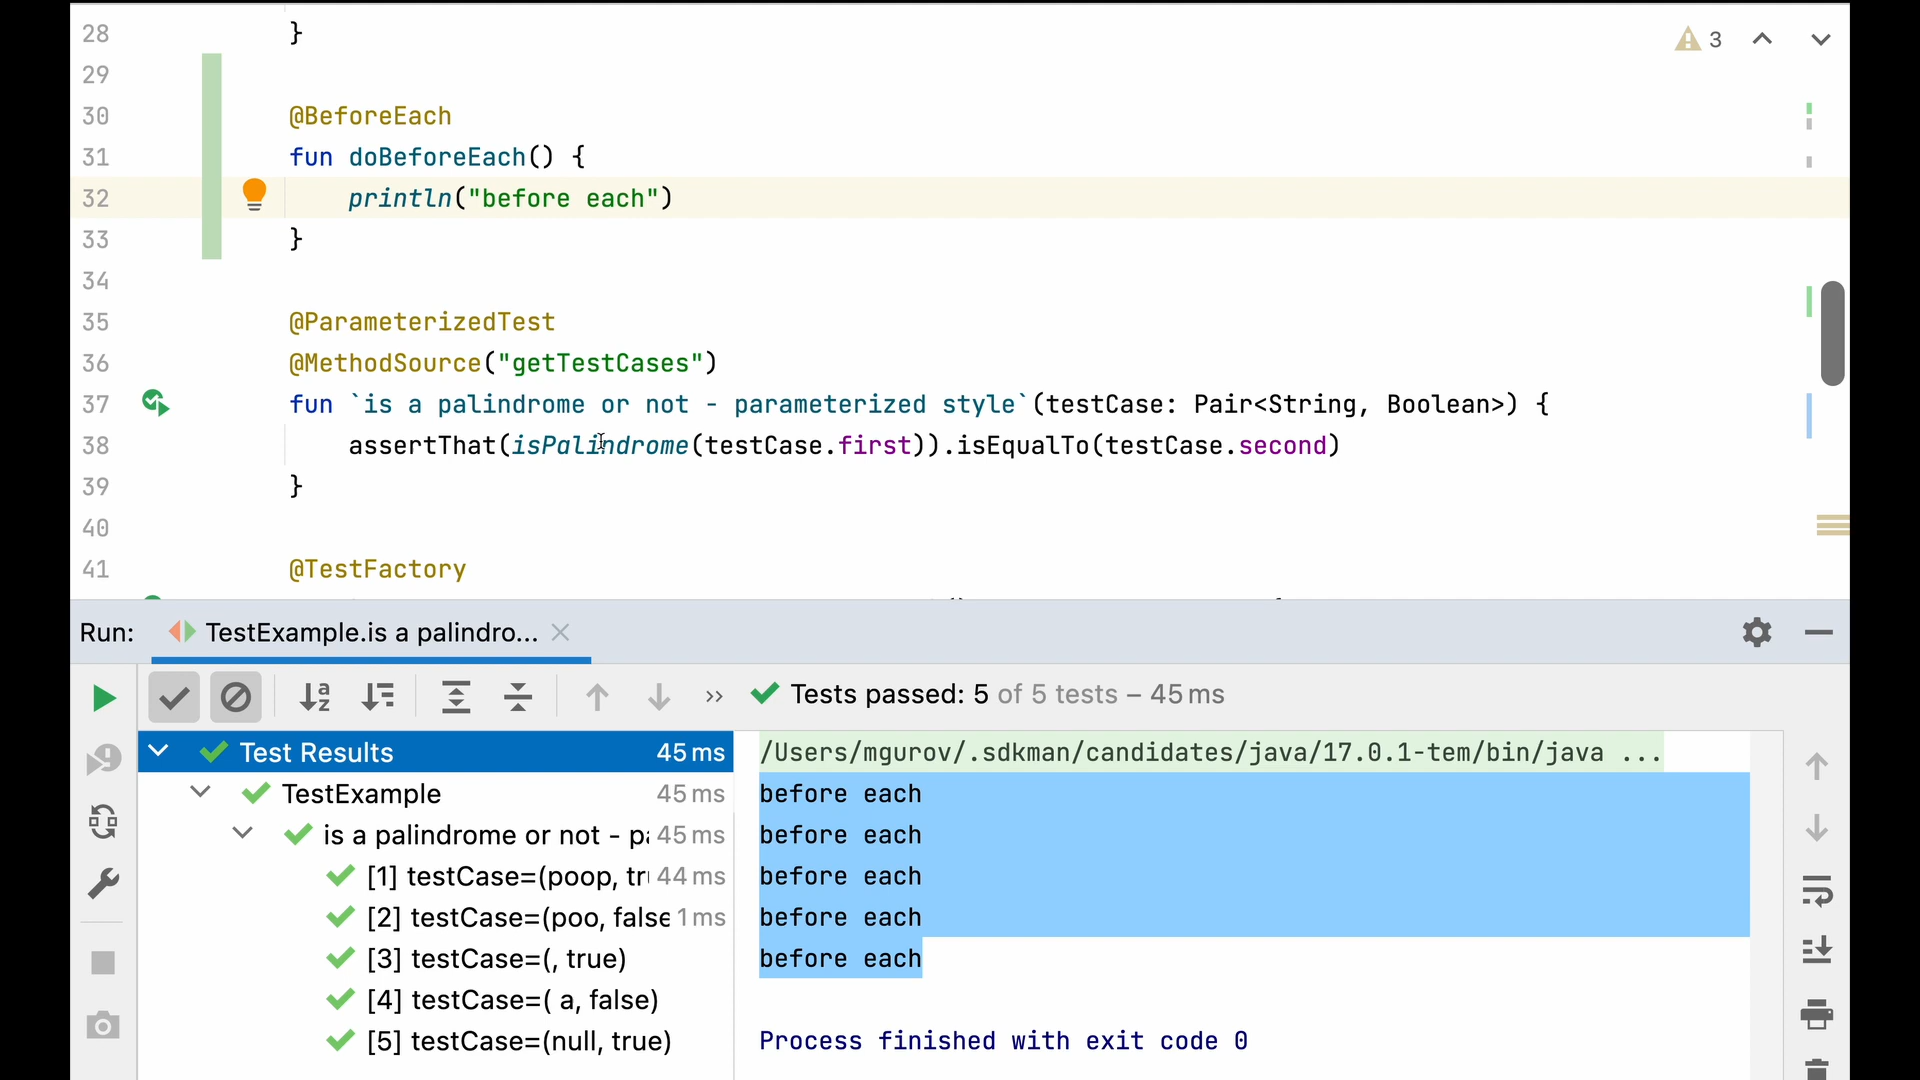 28 }
3
29
30 @BeforeEach
31 fun doBeforeEach() {
32 println("before each")
33 }
34
35 @ParameterizedTest
36 @MethodSource("getTestCases")
37 fun `is a palindrome or not - parameterized style`(testCase: Pair<String, Boolean>) {
38 assertThat(isPalindrome(testCase.first)).isEqualTo(testCase.second)
39 }
40
41 @TestFactory
Run: TestExample.is a palindro...
Tests passed: 5 of 5 tests – 45 ms
Test Results 45 ms
TestExample 45 ms
is a palindrome or not - pa 45 ms
[1] testCase=(poop, tr 44 ms
[2] testCase=(poo, false 1 ms
[3] testCase=(, true)
[4] testCase=( a, false)
[5] testCase=(null, true)
/Users/mgurov/.sdkman/candidates/java/17.0.1-tem/bin/java ...
before each
before each
before each
before each
before each
Process finished with exit code 0